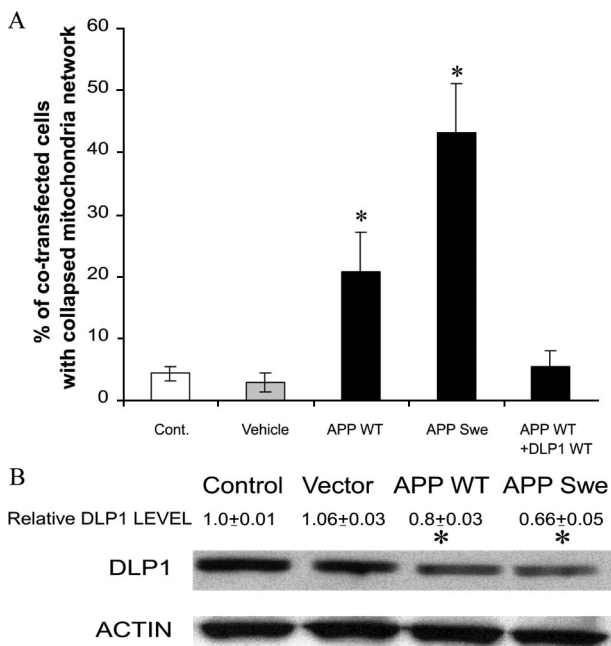 A
% of co-transfected cells
with collapsed mitochondria network
60
50
40
30
20
10
0
*
*
Cont.
Vehicle
APP WT
APP Swe
APP WT
+DLP1 WT
B
Control Vector APP WT APP Swe
Relative DLP1 LEVEL 1.0±0.01 1.06±0.03 0.8±0.03 0.66±0.05
* *
DLP1
ACTIN